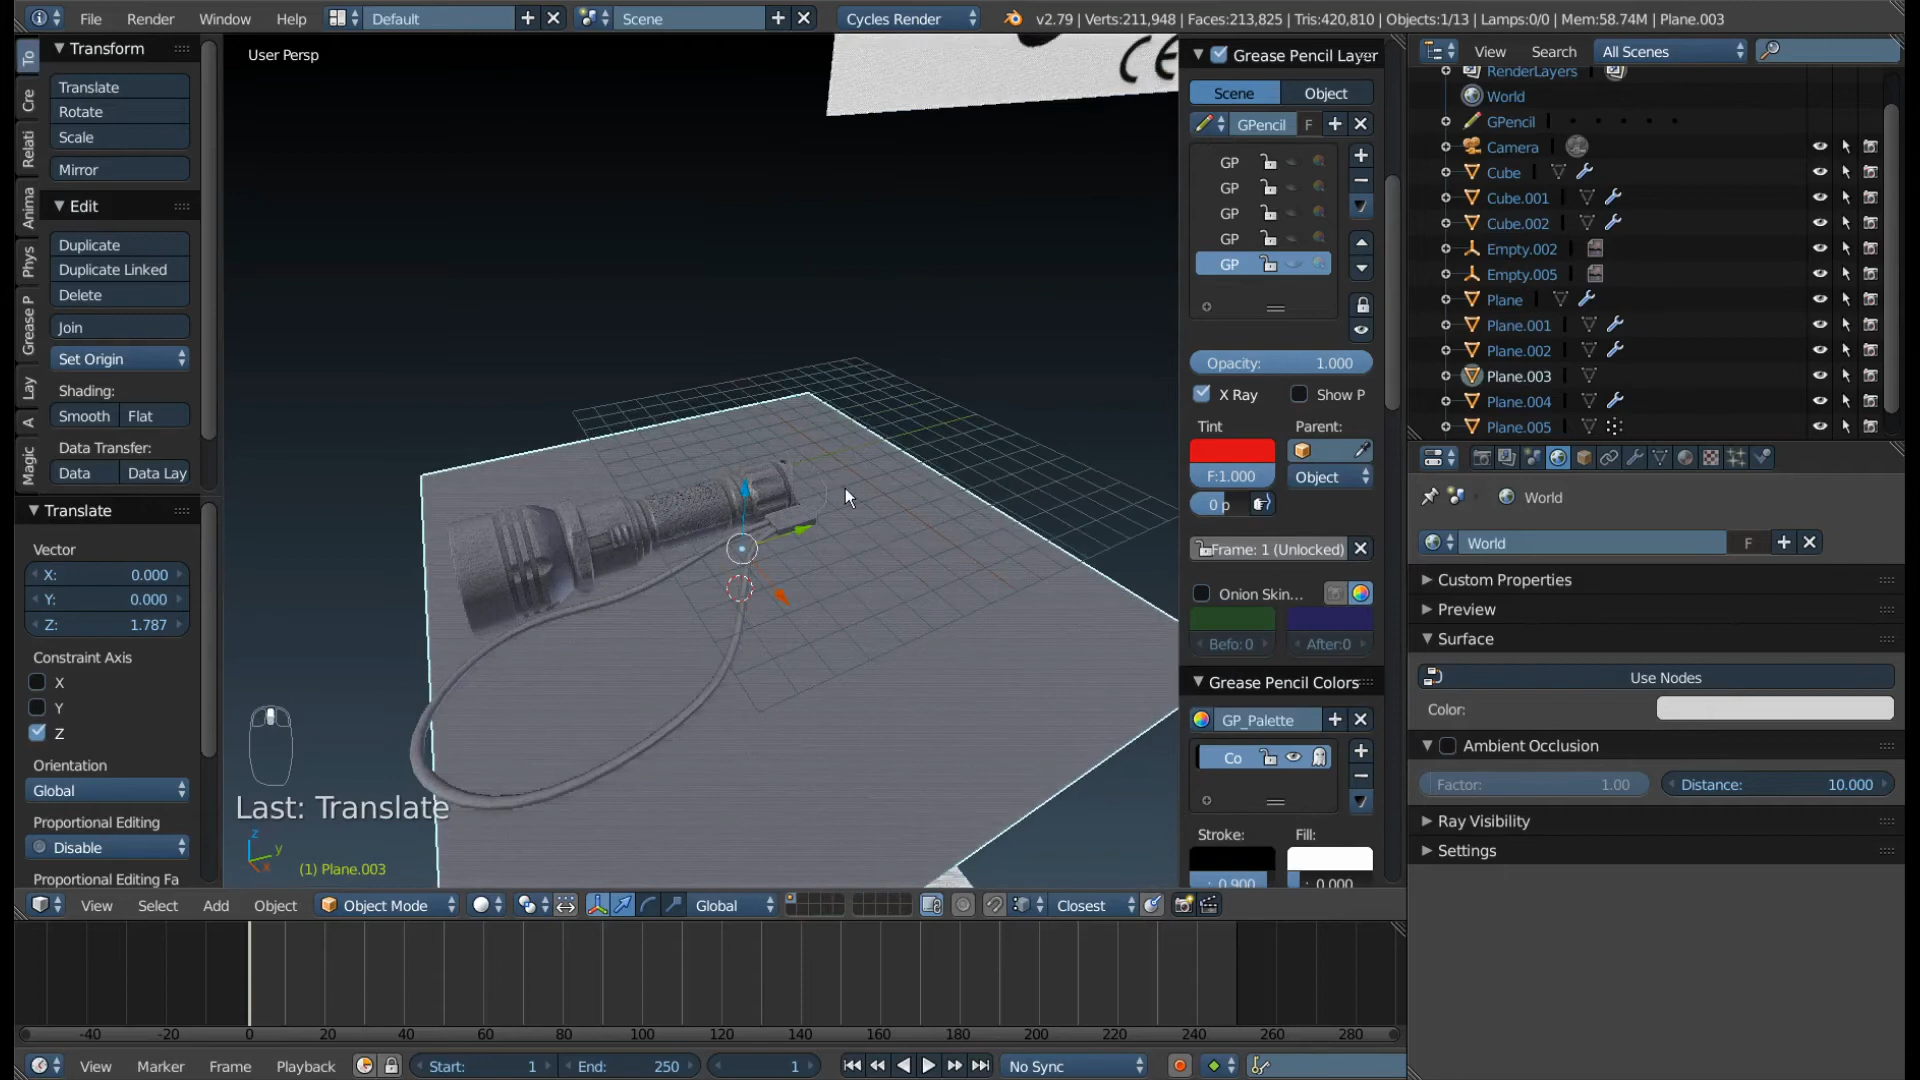 File Render Window Help Default Scene Cycles Render v2.79 | Verts:211,948 | Faces:213,825 | Tris:420,810 | Objects:1/13 | Lamps:0/0 | Mem:58.74M | Plane.003
Transform
Translate
Rotate
Scale
Mirror
Edit
Duplicate
Duplicate Linked
Delete
Join
Set Origin
Shading:
Smooth Flat
Data Transfer:
Data Data Lay
To
Cre
Relati
Anima
Phys
Grease P
Lay
A
Magic
Translate
Vector
X: 0.000
Y: 0.000
Z: 1.787
Constraint Axis
X
Y
Z
Orientation
Global
Proportional Editing
Disable
Proportional Editing Fa
User Persp
CE
Last: Translate
z
y
x
(1) Plane.003
Grease Pencil Layer
Scene Object
GPencil F
GP
GP
GP
GP
GP
Opacity: 1.000
X Ray Show P
Tint Parent:
F:1.000 Object
0 p
Frame: 1 (Unlocked)
Onion Skin...
Befo:0 After:0
Grease Pencil Colors
GP_Palette
Co
Stroke: Fill:
: 0.900 0.000
View Search All Scenes
RenderLayers
World
GPencil
Camera
Cube
Cube.001
Cube.002
Empty.002
Empty.005
Plane
Plane.001
Plane.002
Plane.003
Plane.004
Plane.005
World
World F
Custom Properties
Preview
Surface
Use Nodes
Color:
Ambient Occlusion
Factor: 1.00 Distance: 10.000
Ray Visibility
Settings
View Select Add Object Object Mode Global Closest
-40 -20 0 20 40 60 80 100 120 140 160 180 200 220 240 260 280
View Marker Frame Playback Start: 1 End: 250 1 No Sync